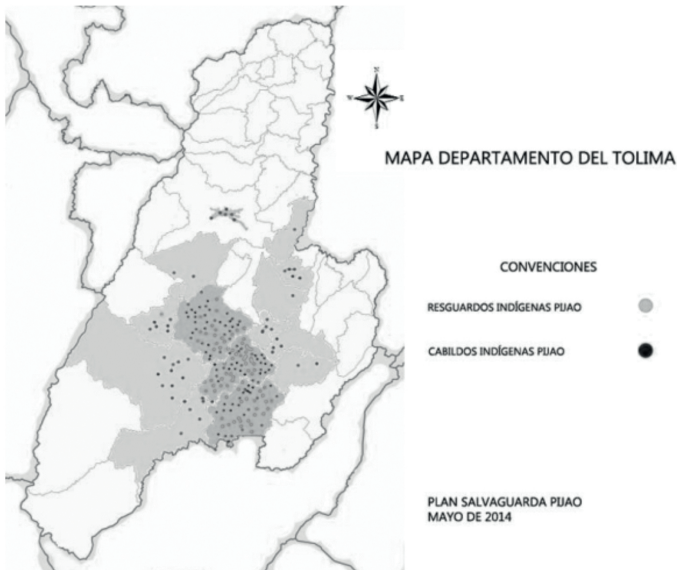 N
W
E
S
MAPA DEPARTAMENTO DEL TOLIMA
CONVENCIONES
RESGUARDOS INDÍGENAS PIJAO
CABILDOS INDÍGENAS PIJAO
PLAN SALVAGUARDA PIJAO
MAYO DE 2014